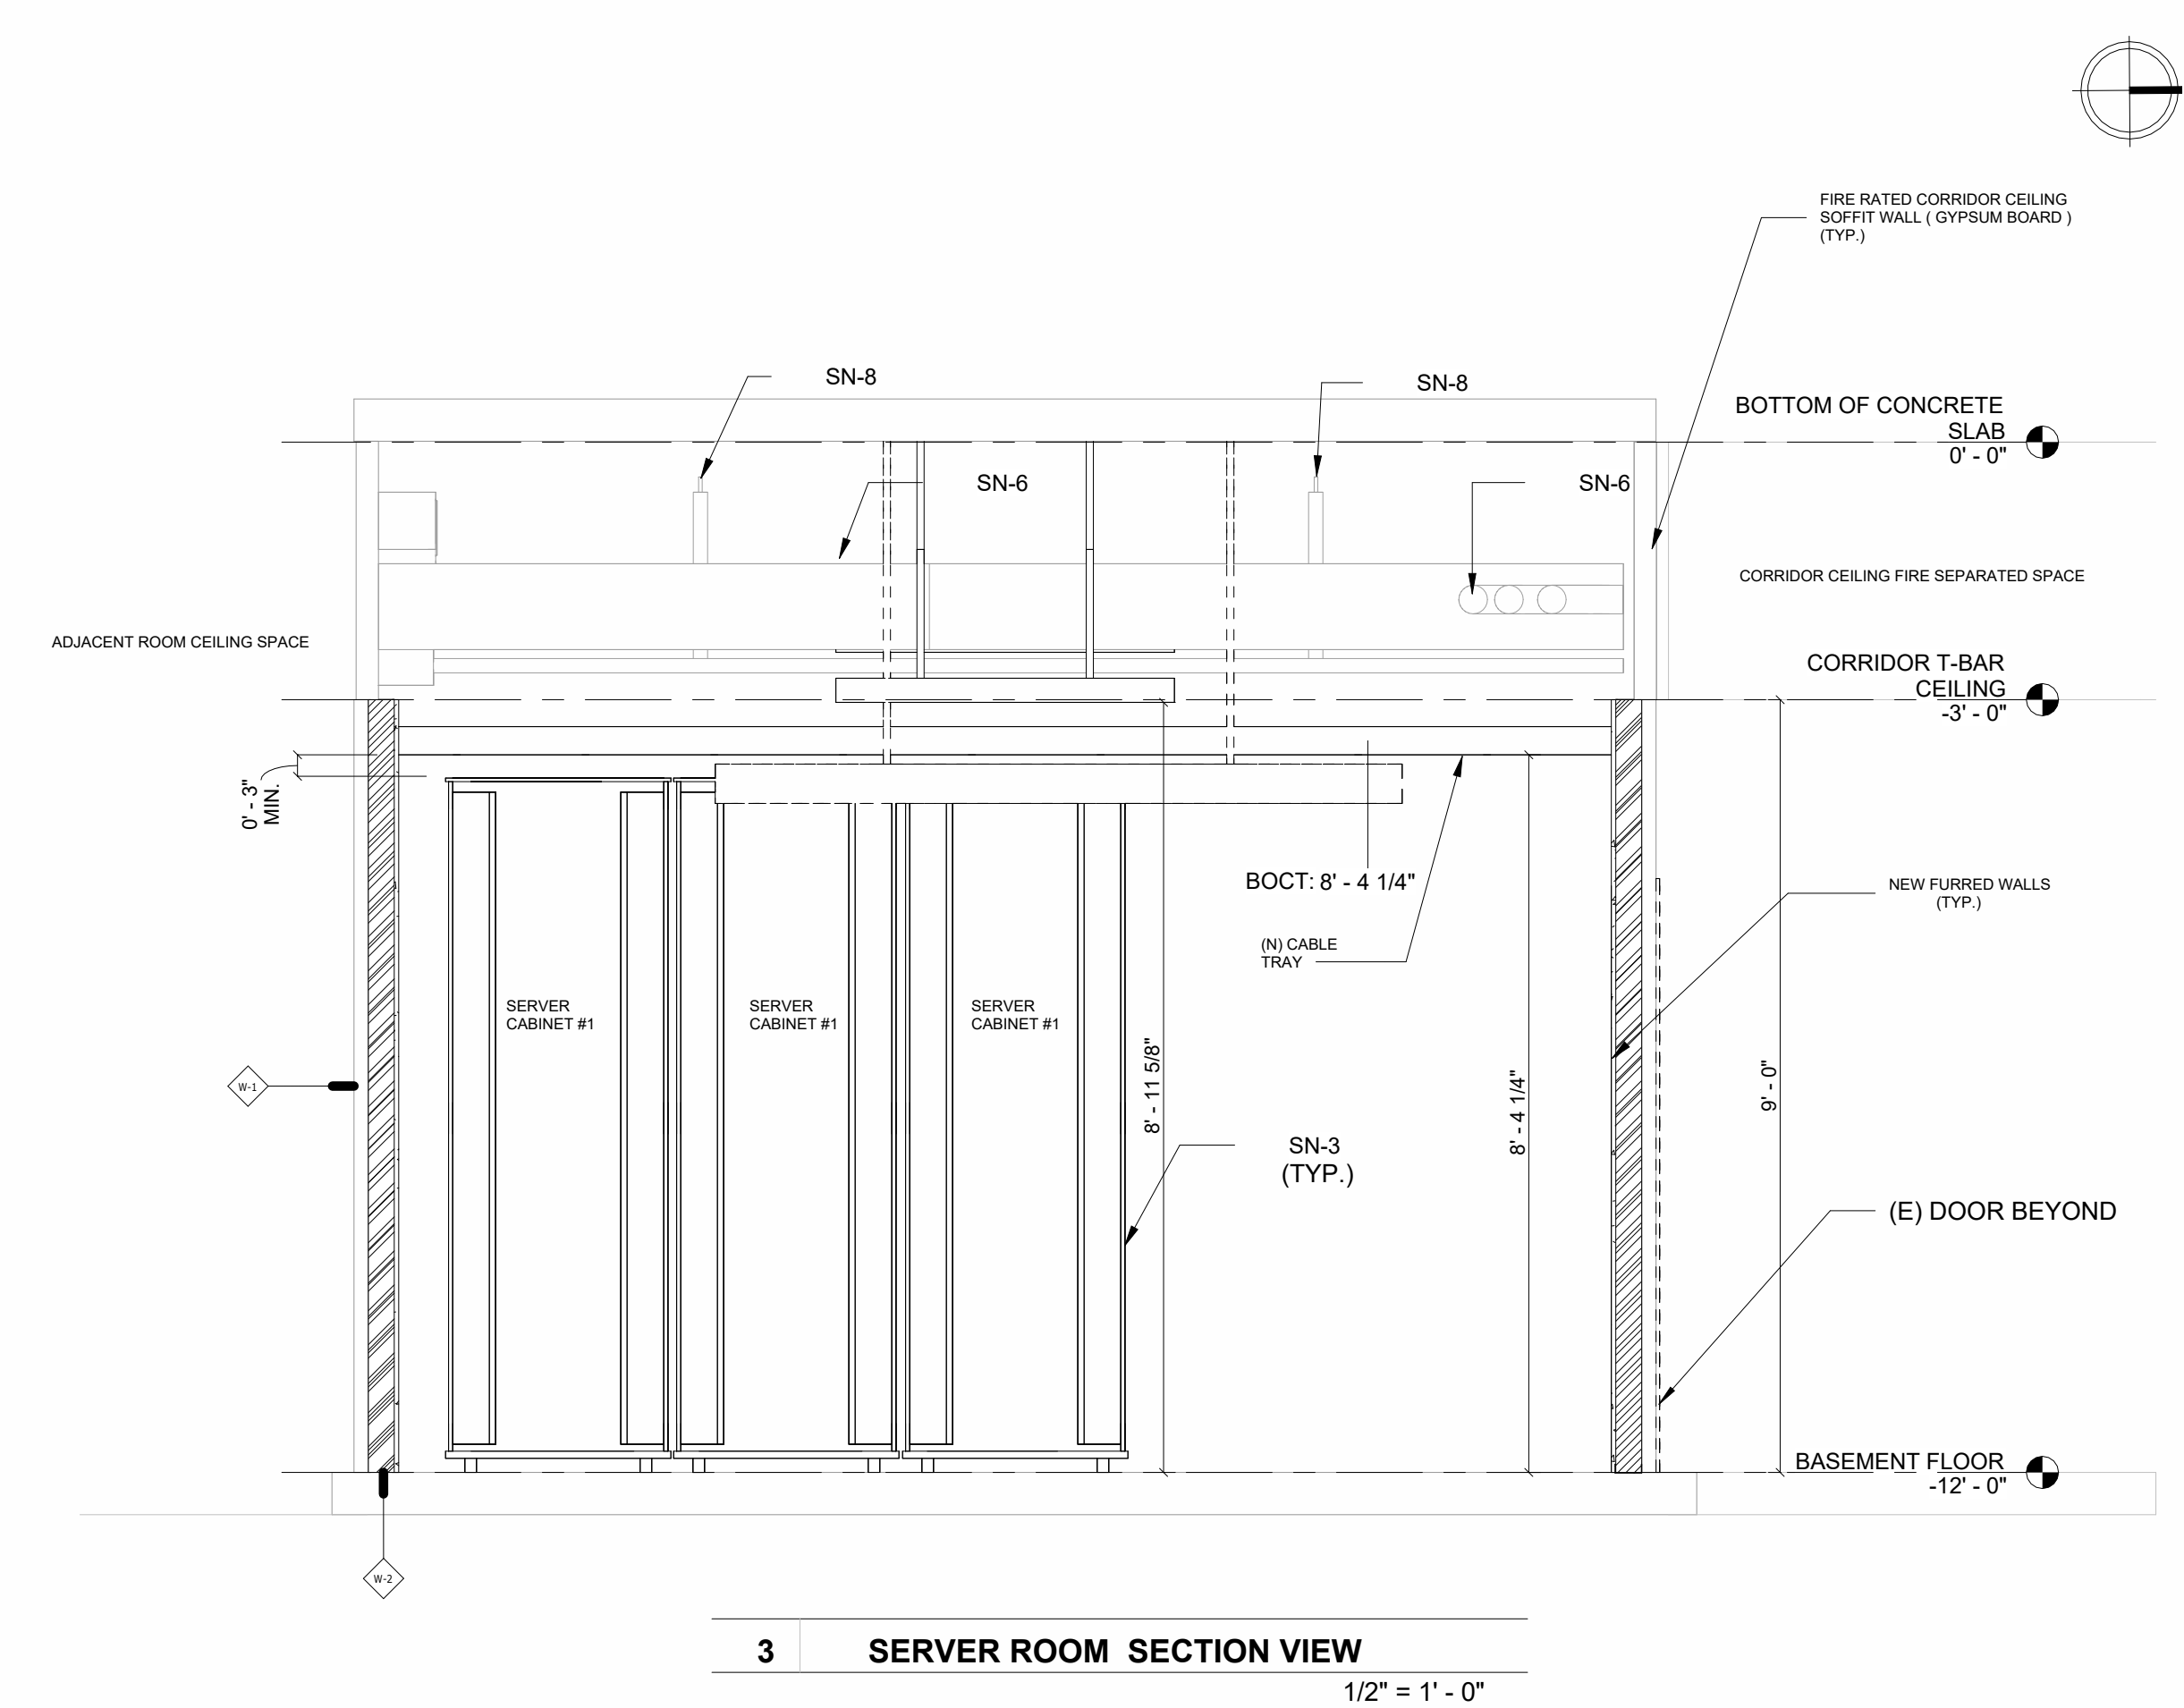 FIRE RATED CORRIDOR CEILING
SOFFIT WALL ( GYPSUM BOARD )
(TYP.)
SN-8
SN-8
BOTTOM OF CONCRETE
SLAB
0' - 0"
SN-6
SN-6
CORRIDOR CEILING FIRE SEPARATED SPACE
ADJACENT ROOM CEILING SPACE
CORRIDOR T-BAR
CEILING
-3' - 0"
0' - 3"
MIN.
BOCT: 8' - 4 1/4"
NEW FURRED WALLS
(TYP.)
(N) CABLE
TRAY
SERVER
CABINET #1
SERVER
CABINET #1
SERVER
CABINET #1
8' - 11 5/8"
8' - 4 1/4"
9' - 0"
W-1
SN-3
(TYP.)
(E) DOOR BEYOND
BASEMENT FLOOR
-12' - 0"
W-2
3 SERVER ROOM SECTION VIEW
1/2" = 1' - 0"